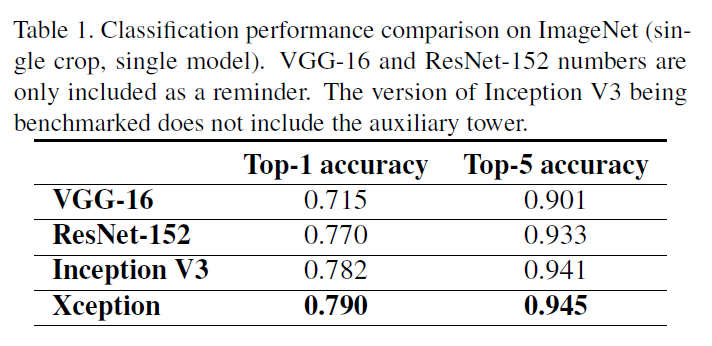 Table 1. Classification performance comparison on ImageNet (sin-
gle crop, single model). VGG-16 and ResNet-152 numbers are
only included as a reminder. The version of Inception V3 being
benchmarked does not include the auxiliary tower.
Top-1 accuracy Top-5 accuracy
VGG-16 0.715 0.901
ResNet-152 0.770 0.933
Inception V3 0.782 0.941
Xception 0.790 0.945